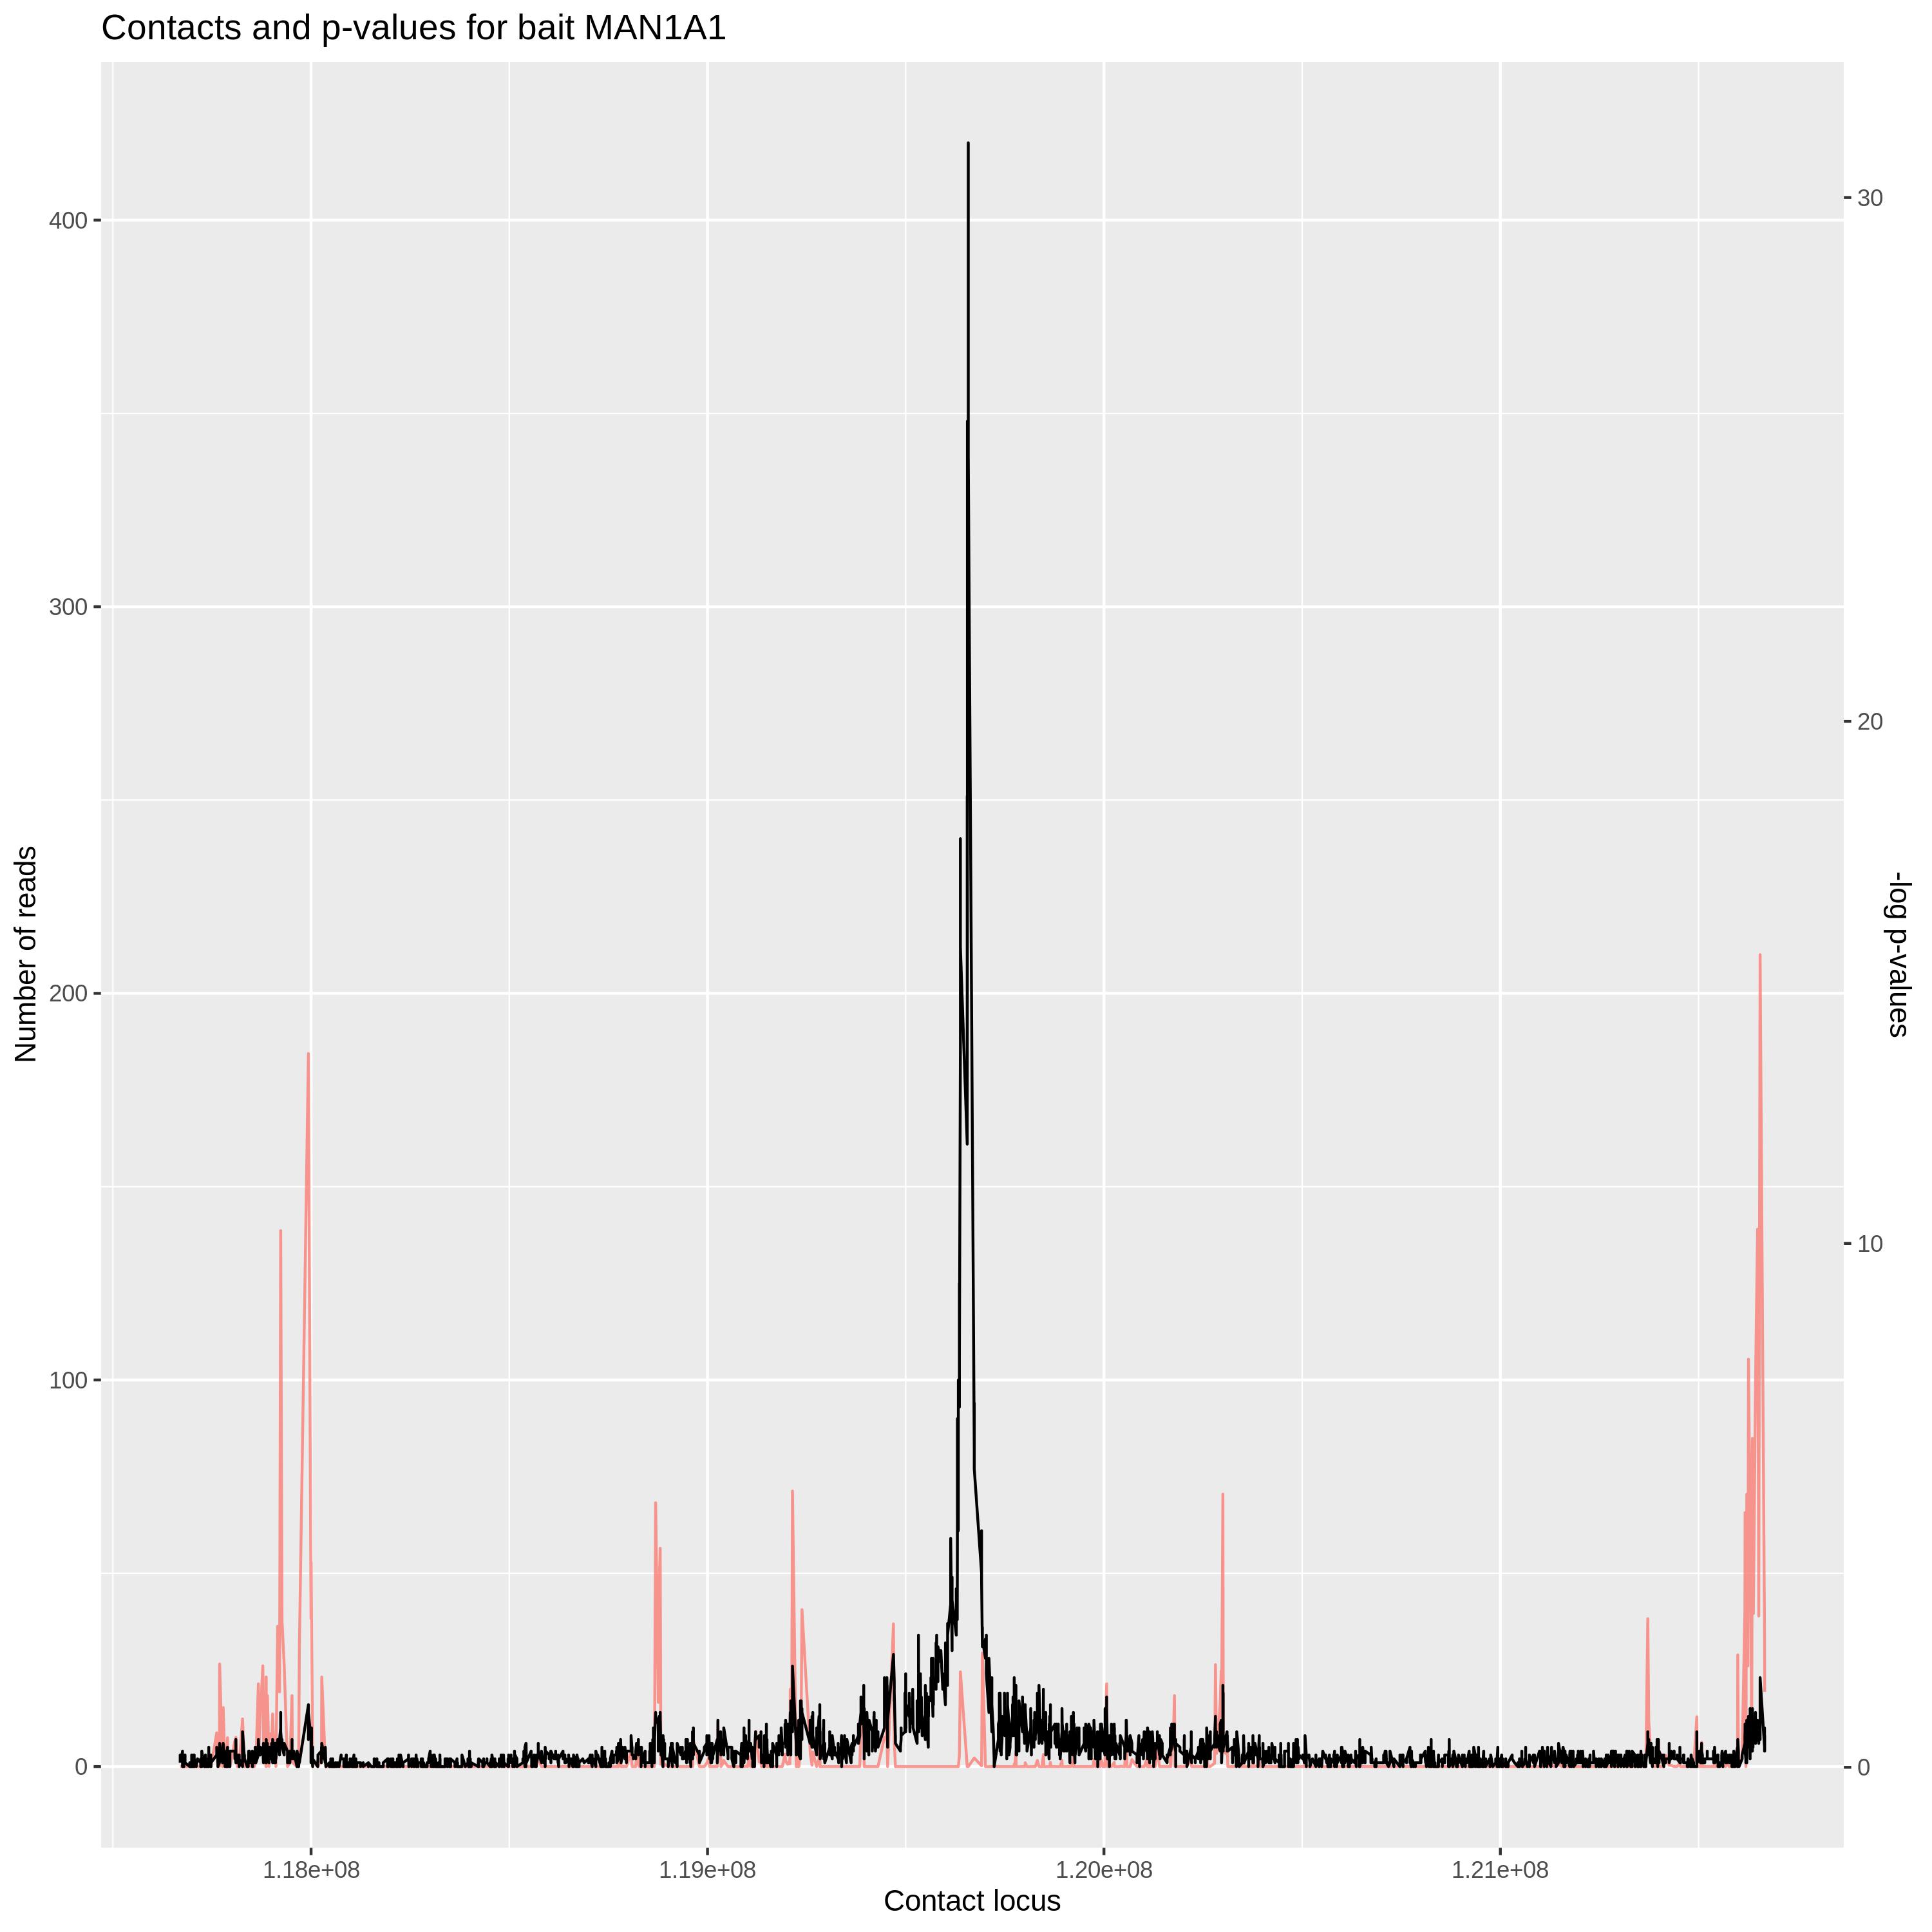 Contacts and p-values for bait MAN1A1
Number of reads
400
300
200
100
0
30
20
10
0
-log p-values
1.18e+08
1.19e+08
1.20e+08
1.21e+08
Contact locus